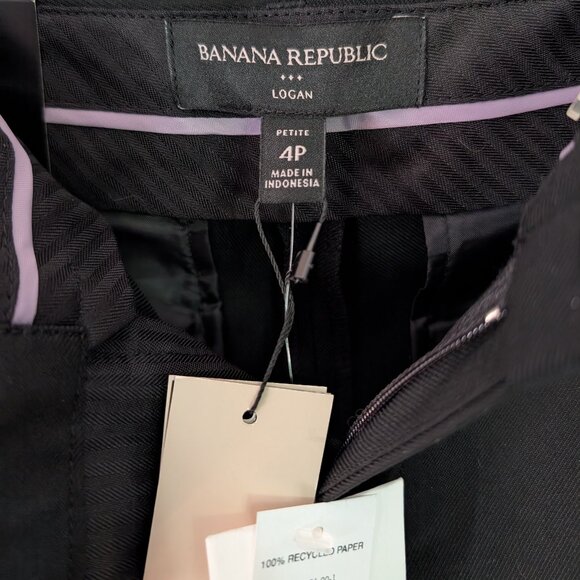 BANANA REPUBLIC
LOGAN
PETITE
4P
MADE IN
INDONESIA
100% RECYCLED PAPER